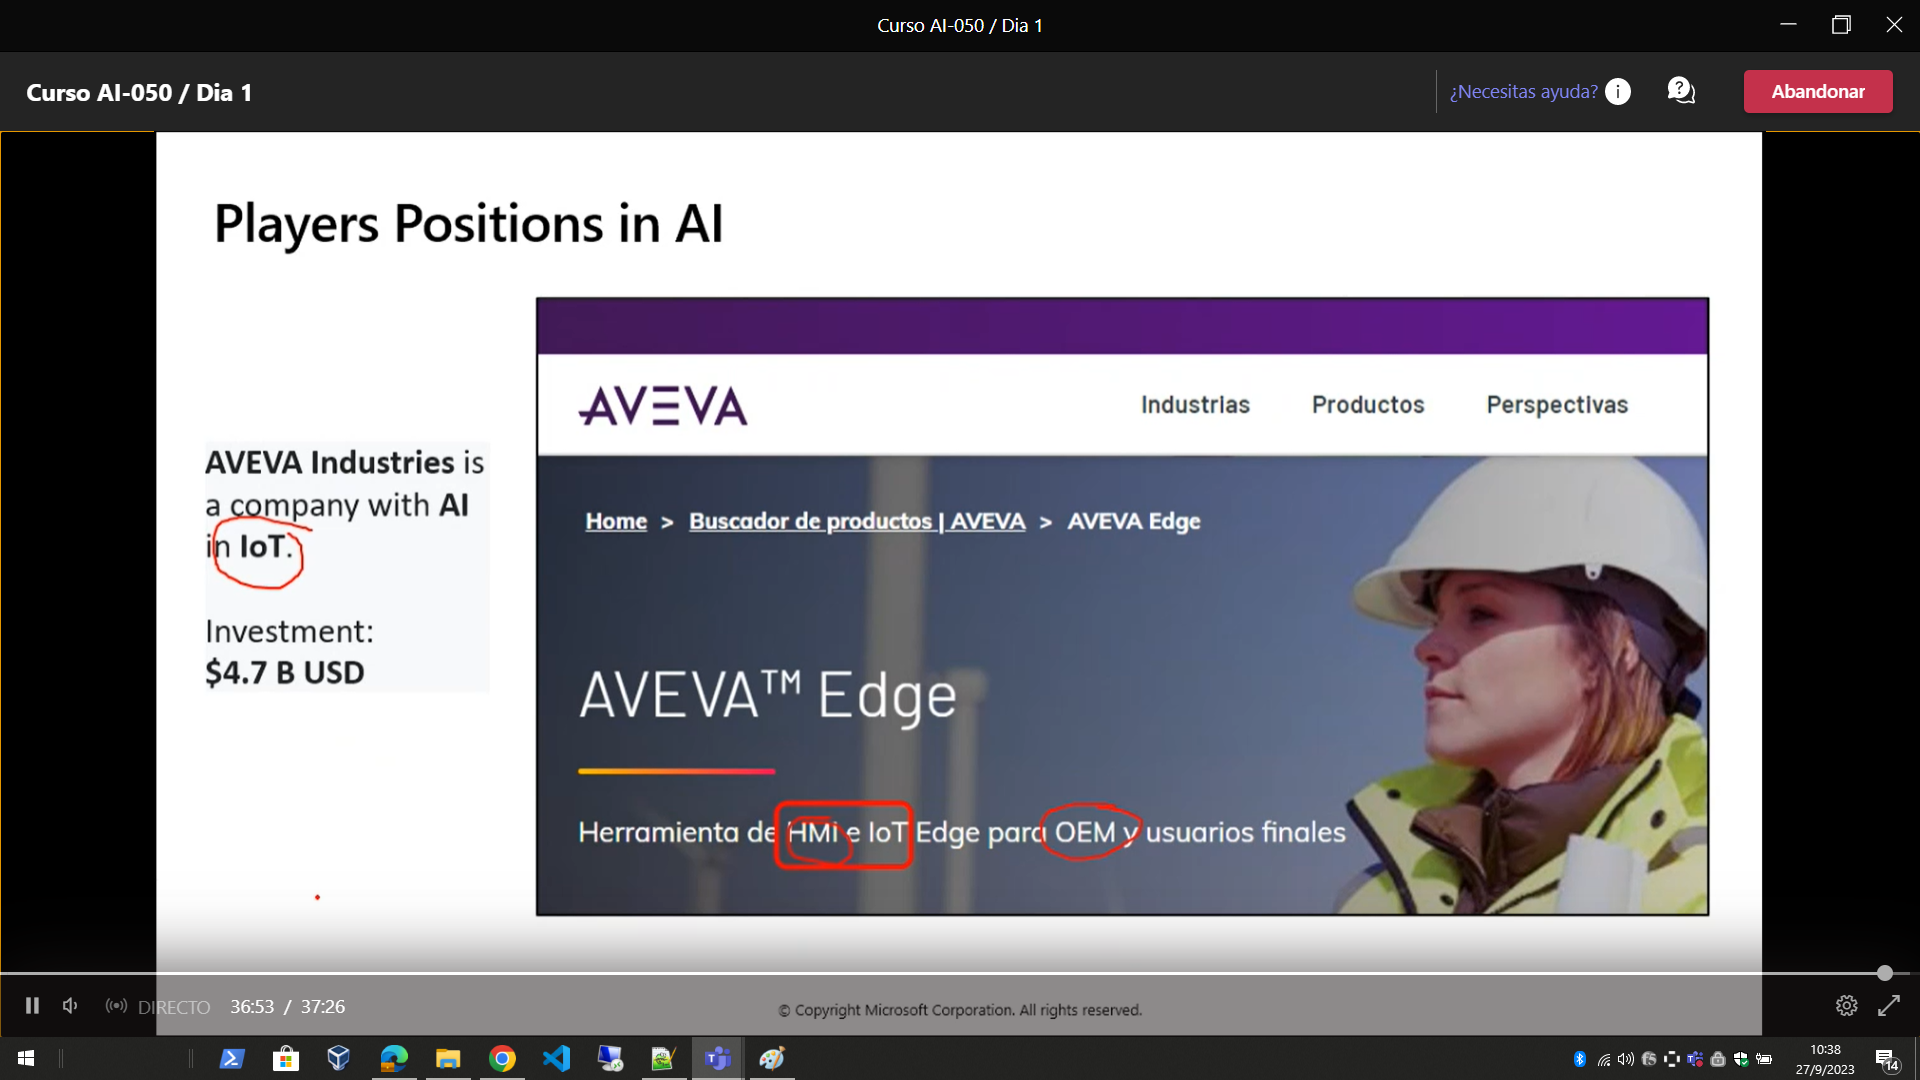 Curso AI-050 / Dia 1
Curso AI-050 / Dia 1
¿Necesitas ayuda?
Abandonar
Players Positions in AI
AVEVA Industries is
a company with AI
in IoT.
Investment:
$4.7 B USD
AVEVA
Industrias
Productos
Perspectivas
Home > Buscador de productos | AVEVA > AVEVA Edge
AVEVA™ Edge
Herramienta de HMI e IoT Edge para OEM y usuarios finales
DIRECTO
36:53 / 37:26
© Copyright Microsoft Corporation. All rights reserved.
10:38
27/9/2023
14